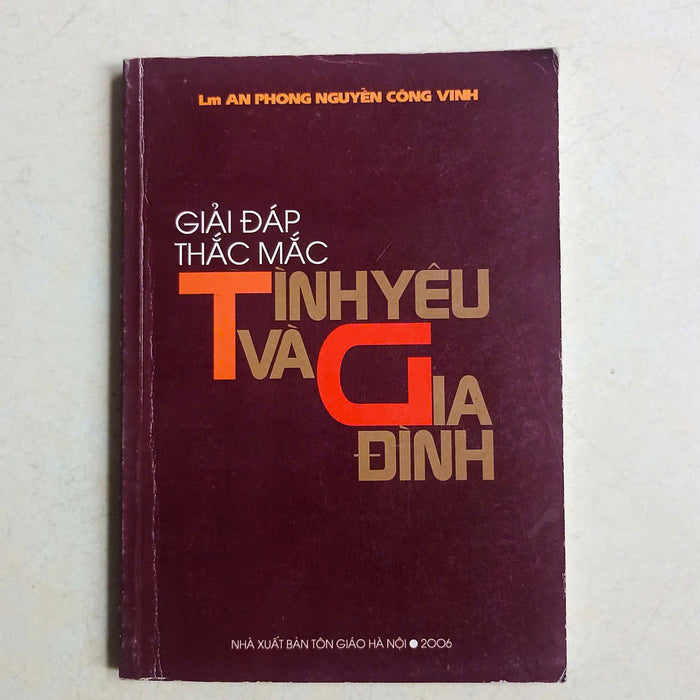 Lm AN PHONG NGUYỄN CÔNG VINH
GIẢI ĐÁP
THẮC MẮC
TÌNH YÊU
VÀ GIA
ĐÌNH
NHÀ XUẤT BẢN TÔN GIÁO HÀ NỘI ● 2006